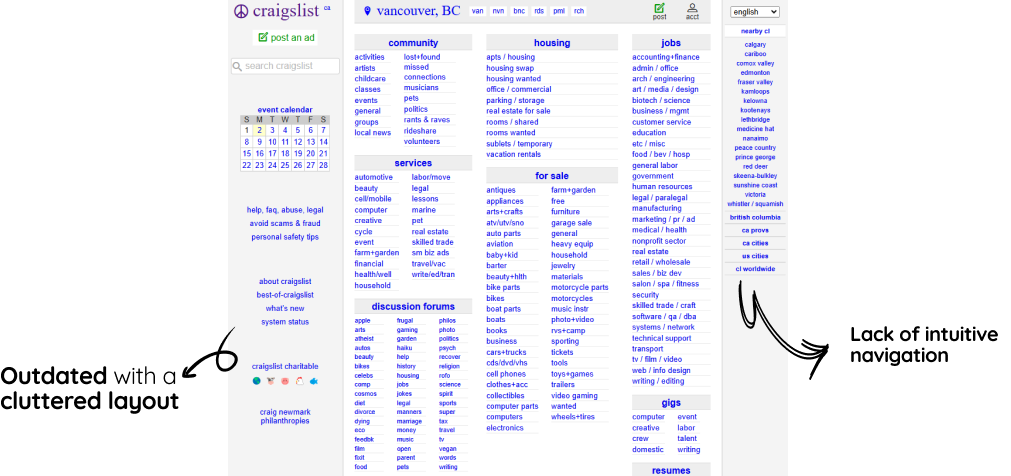 craigslist ca
post an ad
search craigslist
event calendar
S M T W T F S
1 2 3 4 5 6 7
8 9 10 11 12 13 14
15 16 17 18 19 20 21
22 23 24 25 26 27 28
help, faq, abuse, legal
avoid scams & fraud
personal safety tips
about craigslist
best-of-craigslist
what's new
system status
craigslist charitable
craig newmark
philanthropies
Outdated with a
cluttered layout
vancouver, BC van nvn bnc rds pml rch
post acct
community
activities
artists
childcare
classes
events
general
groups
local news
lost+found
missed
connections
musicians
pets
politics
rants & raves
rideshare
volunteers
services
automotive
beauty
cell/mobile
computer
creative
cycle
event
farm+garden
financial
health/well
household
labor/move
legal
lessons
marine
pet
real estate
skilled trade
sm biz ads
travel/vac
write/ed/tran
discussion forums
apple
arts
atheist
autos
beauty
bikes
celebs
comp
cosmos
diet
divorce
dying
eco
feedbk
film
fixit
food
frugal
gaming
garden
haiku
help
history
housing
jobs
jokes
legal
manners
marriage
money
music
open
parent
pets
philos
photo
politics
psych
recover
religion
rofo
science
spirit
sports
super
tax
travel
tv
vegan
words
writing
housing
apts / housing
housing swap
housing wanted
office / commercial
parking / storage
real estate for sale
rooms / shared
rooms wanted
sublets / temporary
vacation rentals
for sale
antiques
appliances
arts+crafts
atv/utv/sno
auto parts
aviation
baby+kid
barter
beauty+hlth
bike parts
bikes
boat parts
boats
books
business
cars+trucks
cds/dvd/vhs
cell phones
clothes+acc
collectibles
computer parts
computers
electronics
farm+garden
free
furniture
garage sale
general
heavy equip
household
jewelry
materials
motorcycle parts
motorcycles
music instr
photo+video
rvs+camp
sporting
tickets
tools
toys+games
trailers
video gaming
wanted
wheels+tires
jobs
accounting+finance
admin / office
arch / engineering
art / media / design
biotech / science
business / mgmt
customer service
education
etc / misc
food / bev / hosp
general labor
government
human resources
legal / paralegal
manufacturing
marketing / pr / ad
medical / health
nonprofit sector
real estate
retail / wholesale
sales / biz dev
salon / spa / fitness
security
skilled trade / craft
software / qa / dba
systems / network
technical support
transport
tv / film / video
web / info design
writing / editing
gigs
computer
creative
crew
domestic
event
labor
talent
writing
resumes
english
nearby cl
calgary
cariboo
comox valley
edmonton
fraser valley
kamloops
kelowna
kootenays
lethbridge
medicine hat
nanaimo
peace country
prince george
red deer
skeena-bulkley
sunshine coast
victoria
whistler / squamish
british columbia
ca provs
ca cities
us cities
cl worldwide
Lack of intuitive
navigation